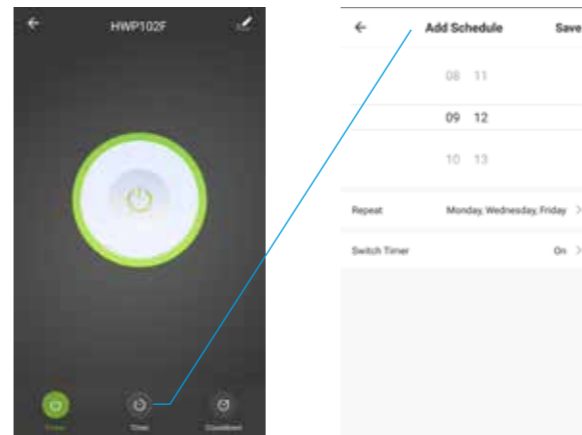 HWP102F
Timer
Countdown
Add Schedule Save
08 11
09 12
10 13
Repeat Monday, Wednesday, Friday >
Switch Timer On >